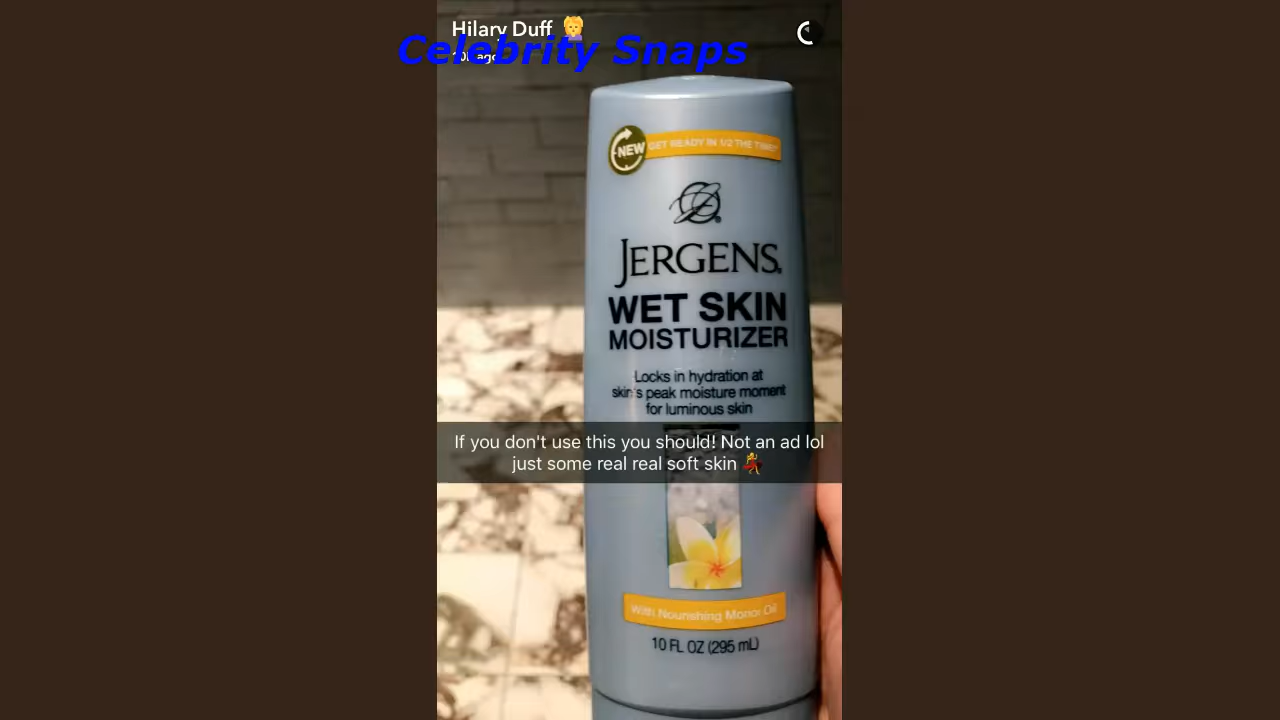 Hilary Duff
Celebrity Snaps
ago
NEW
GET READY IN 1/2 THE TIME!*
JERGENS®
WET SKIN
MOISTURIZER
Locks in hydration at
skin's peak moisture moment
for luminous skin
If you don't use this you should! Not an ad lol
just some real real soft skin 💃
With Nourishing Monoi Oil
10 FL OZ (295 mL)